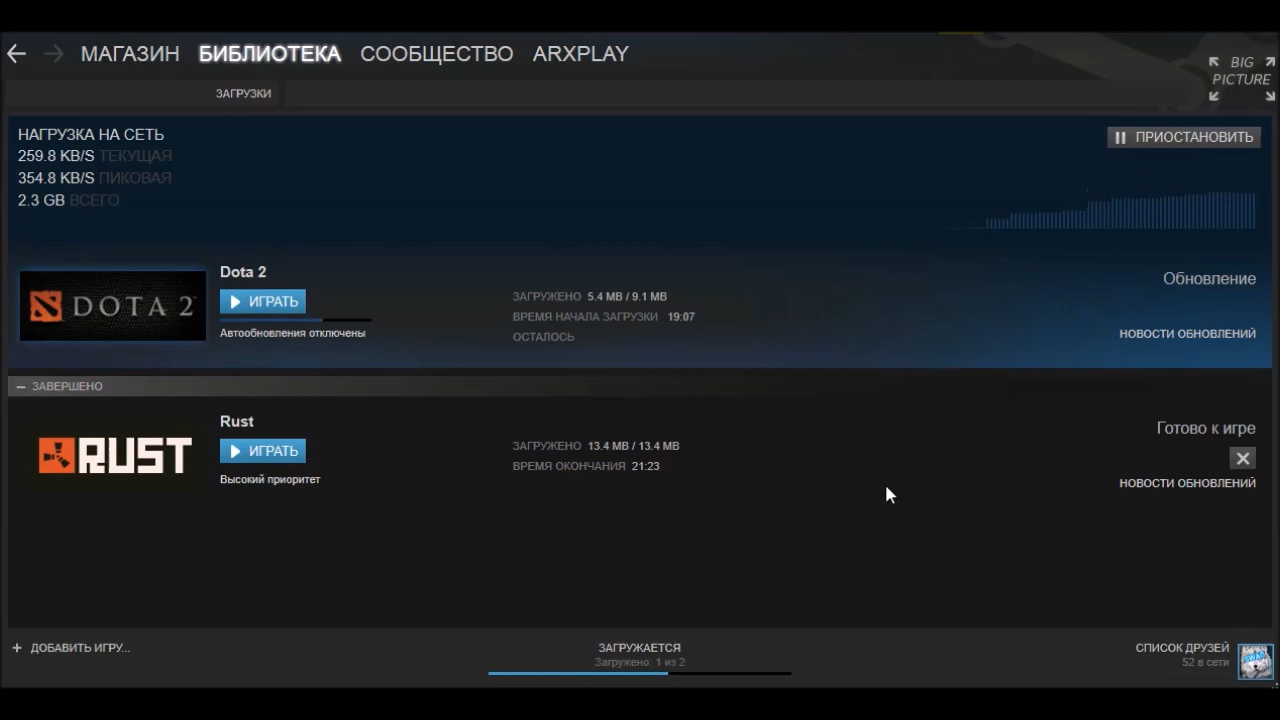 МАГАЗИН БИБЛИОТЕКА СООБЩЕСТВО ARXPLAY
BIG PICTURE
ЗАГРУЗКИ
НАГРУЗКА НА СЕТЬ
ПРИОСТАНОВИТЬ
259.8 KB/S ТЕКУЩАЯ
354.8 KB/S ПИКОВАЯ
2.3 GB ВСЕГО
DOTA 2
Dota 2
ИГРАТЬ
Автообновления отключены
ЗАГРУЖЕНО 5.4 MB / 9.1 MB
ВРЕМЯ НАЧАЛА ЗАГРУЗКИ 19:07
ОСТАЛОСЬ
Обновление
НОВОСТИ ОБНОВЛЕНИЙ
— ЗАВЕРШЕНО
RUST
Rust
ИГРАТЬ
Высокий приоритет
ЗАГРУЖЕНО 13.4 MB / 13.4 MB
ВРЕМЯ ОКОНЧАНИЯ 21:23
Готово к игре
НОВОСТИ ОБНОВЛЕНИЙ
+ ДОБАВИТЬ ИГРУ...
ЗАГРУЖАЕТСЯ
Загружено: 1 из 2
СПИСОК ДРУЗЕЙ
52 в сети
SWAG